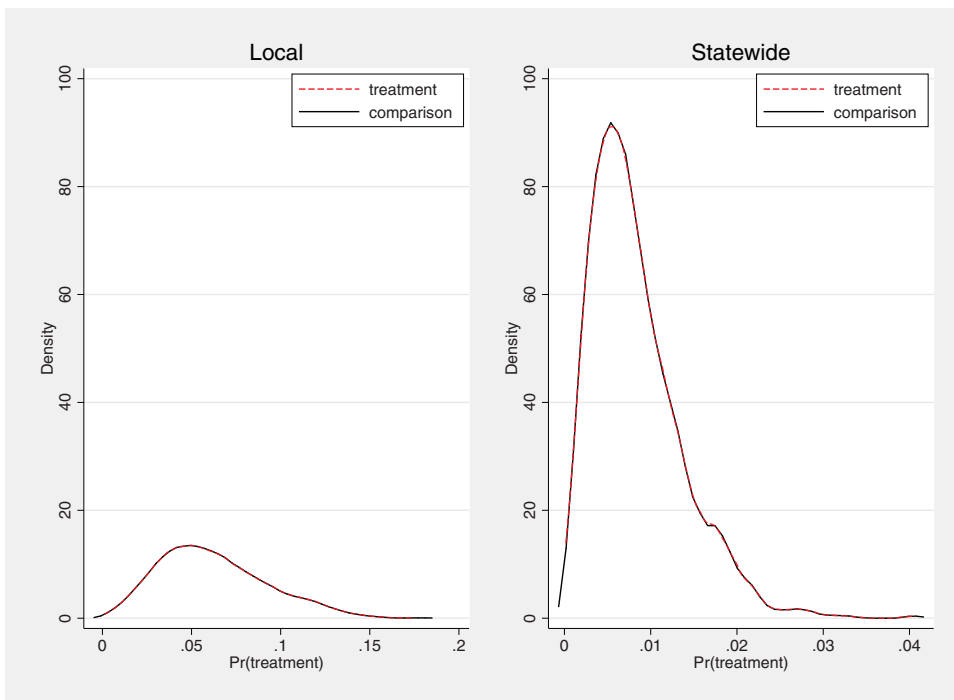 Local
treatment
comparison
100
80
60
40
20
0
Density
0 .05 .1 .15 .2
Pr(treatment)
Statewide
treatment
comparison
100
80
60
40
20
0
Density
0 .01 .02 .03 .04
Pr(treatment)